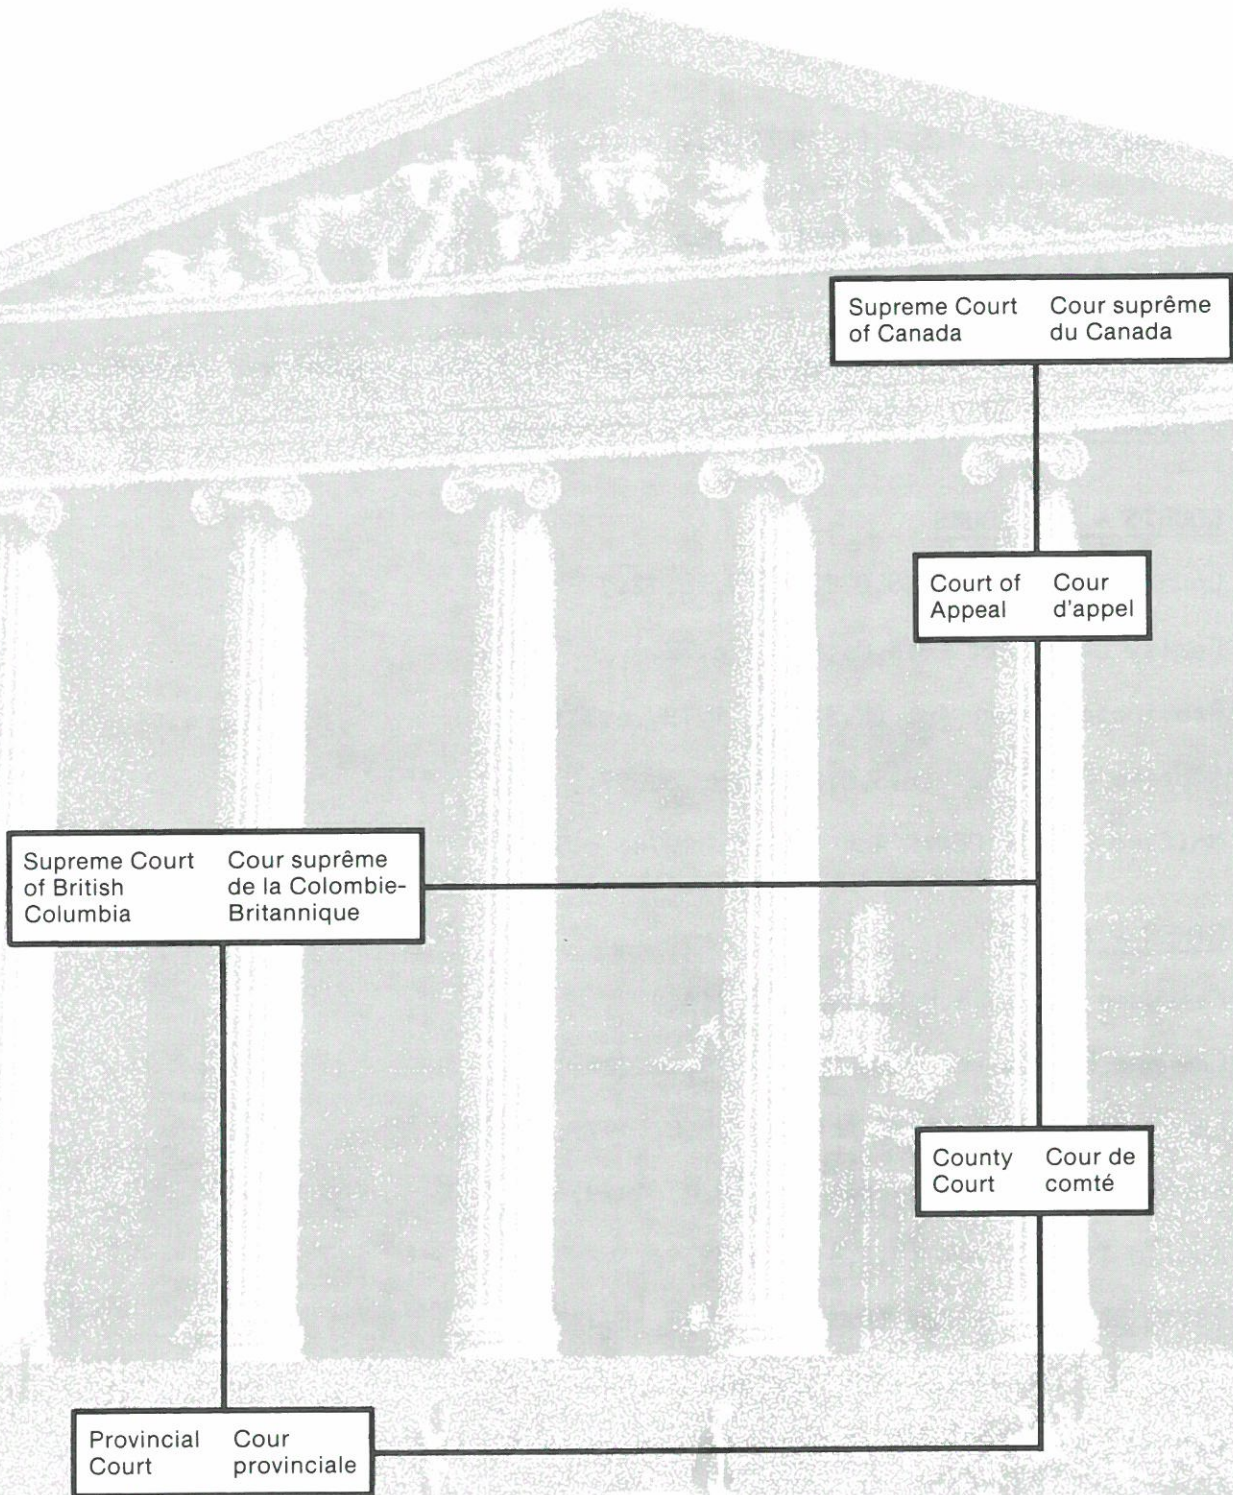 Supreme Court
of Canada
Cour suprême
du Canada
Court of
Appeal
Cour
d'appel
Supreme Court
of British
Columbia
Cour suprême
de la Colombie-
Britannique
County
Court
Cour de
comté
Provincial
Court
Cour
provinciale